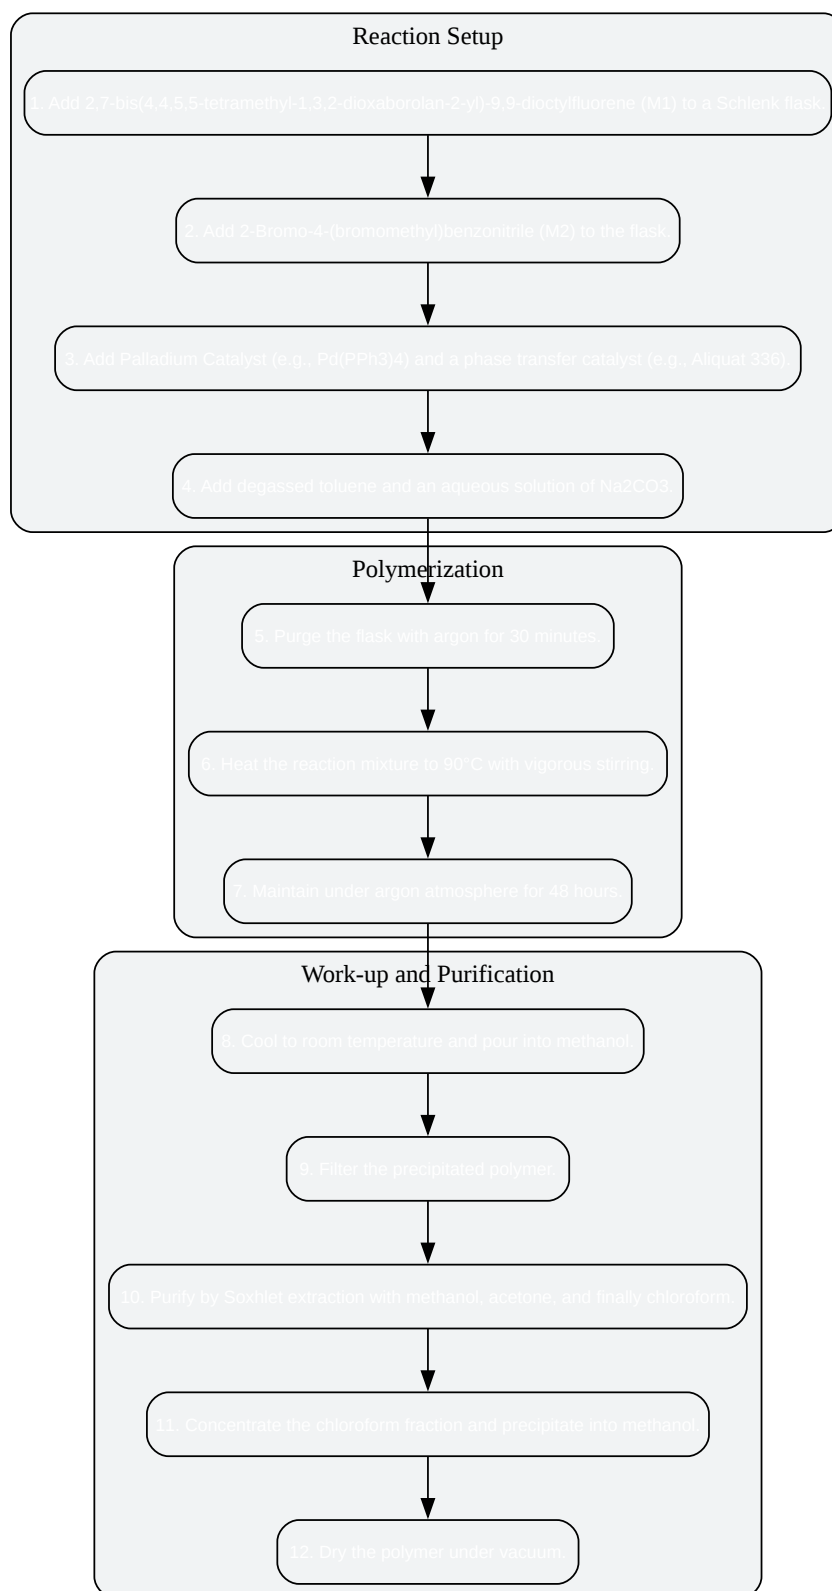 Reaction Setup
1. Add 2,7-bis(4,4,5,5-tetramethyl-1,3,2-dioxaborolan-2-yl)-9,9-dioctylfluorene (M1) to a Schlenk flask.
2. Add 2-Bromo-4-(bromomethyl)benzonitrile (M2) to the flask.
3. Add Palladium Catalyst (e.g., Pd(PPh3)4) and a phase transfer catalyst (e.g., Aliquat 336).
4. Add degassed toluene and an aqueous solution of Na2CO3.
Polymerization
5. Purge the flask with argon for 30 minutes.
6. Heat the reaction mixture to 90°C with vigorous stirring.
7. Maintain under argon atmosphere for 48 hours.
Work-up and Purification
8. Cool to room temperature and pour into methanol.
9. Filter the precipitated polymer.
10. Purify by Soxhlet extraction with methanol, acetone, and finally chloroform.
11. Concentrate the chloroform fraction and precipitate into methanol.
12. Dry the polymer under vacuum.